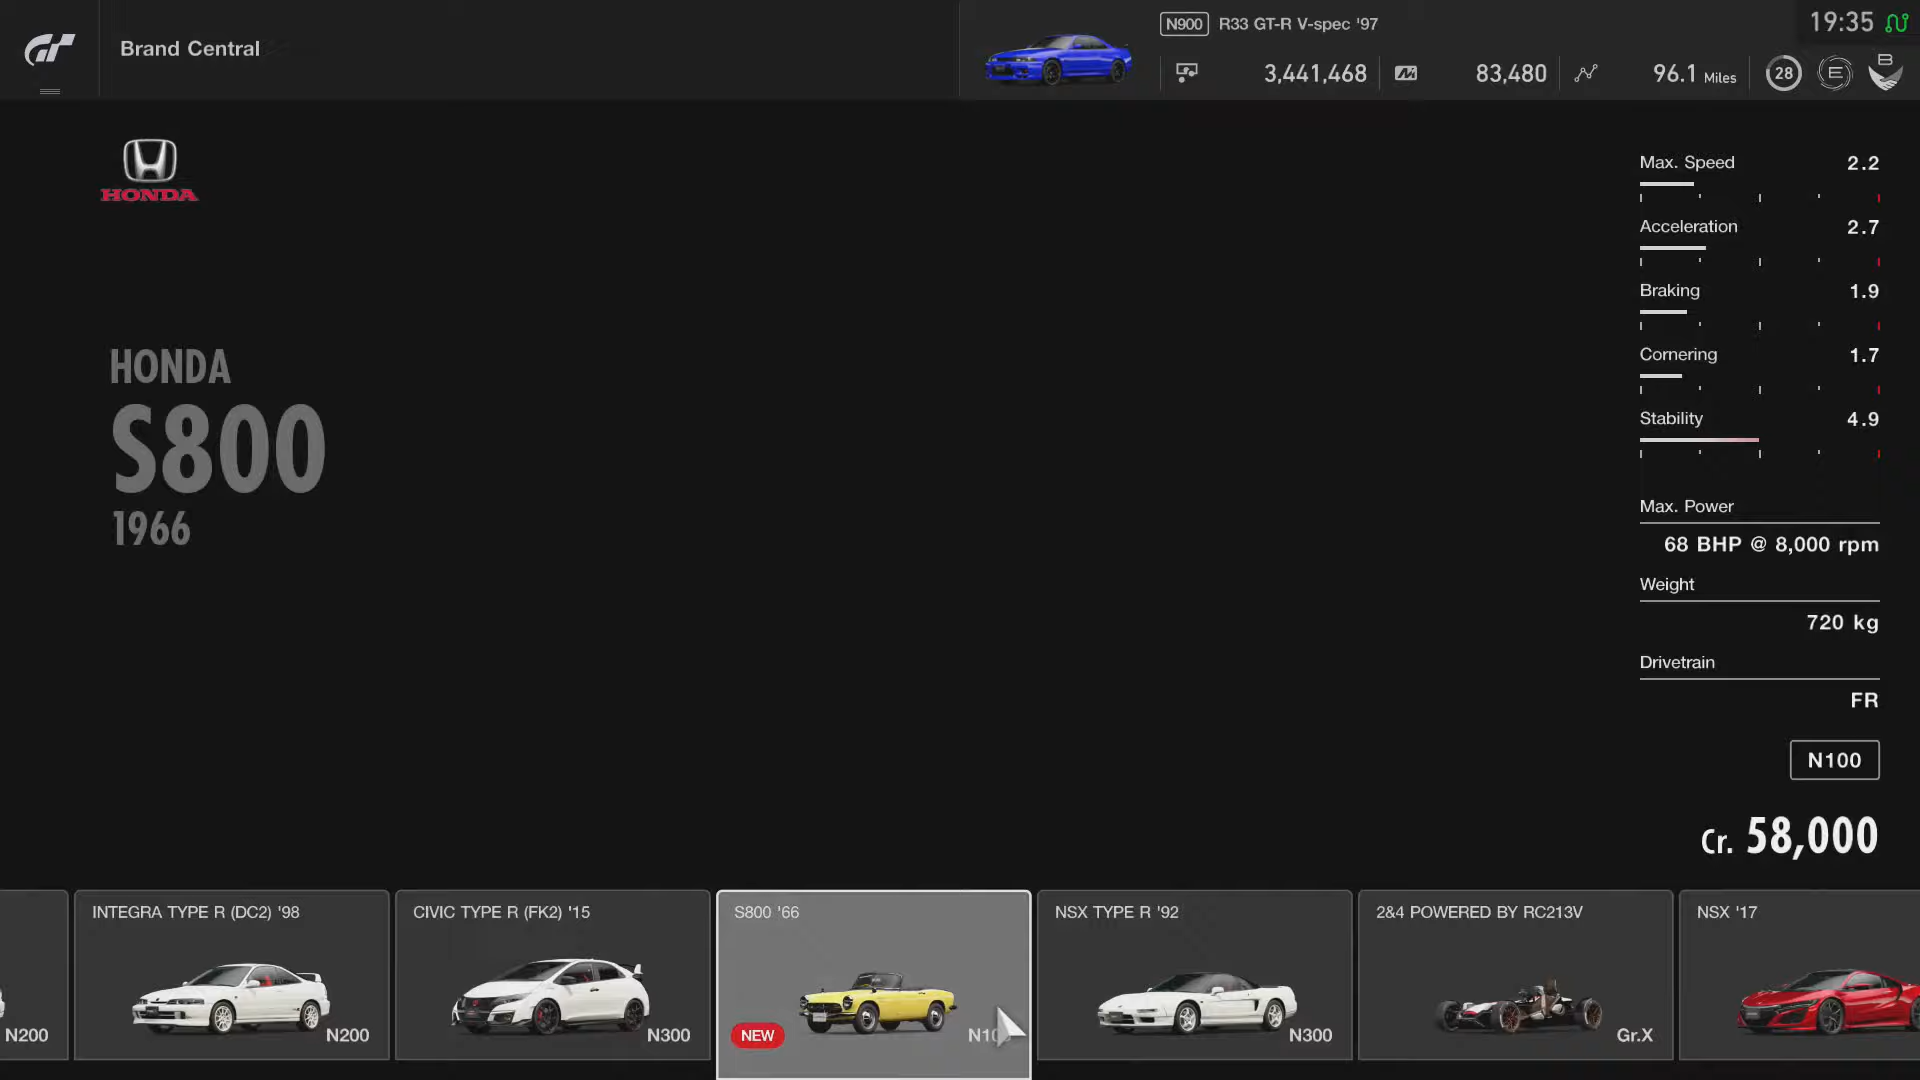 Brand Central
N900 R33 GT-R V-spec '97
19:35
3,441,468
83,480
96.1 Miles
28
E
B
HONDA
HONDA
S800
1966
Max. Speed 2.2
Acceleration 2.7
Braking 1.9
Cornering 1.7
Stability 4.9
Max. Power
68 BHP @ 8,000 rpm
Weight
720 kg
Drivetrain
FR
N100
Cr. 58,000
N200
INTEGRA TYPE R (DC2) '98
N200
CIVIC TYPE R (FK2) '15
N300
S800 '66
NEW
NSX TYPE R '92
N300
2&4 POWERED BY RC213V
Gr.X
NSX '17